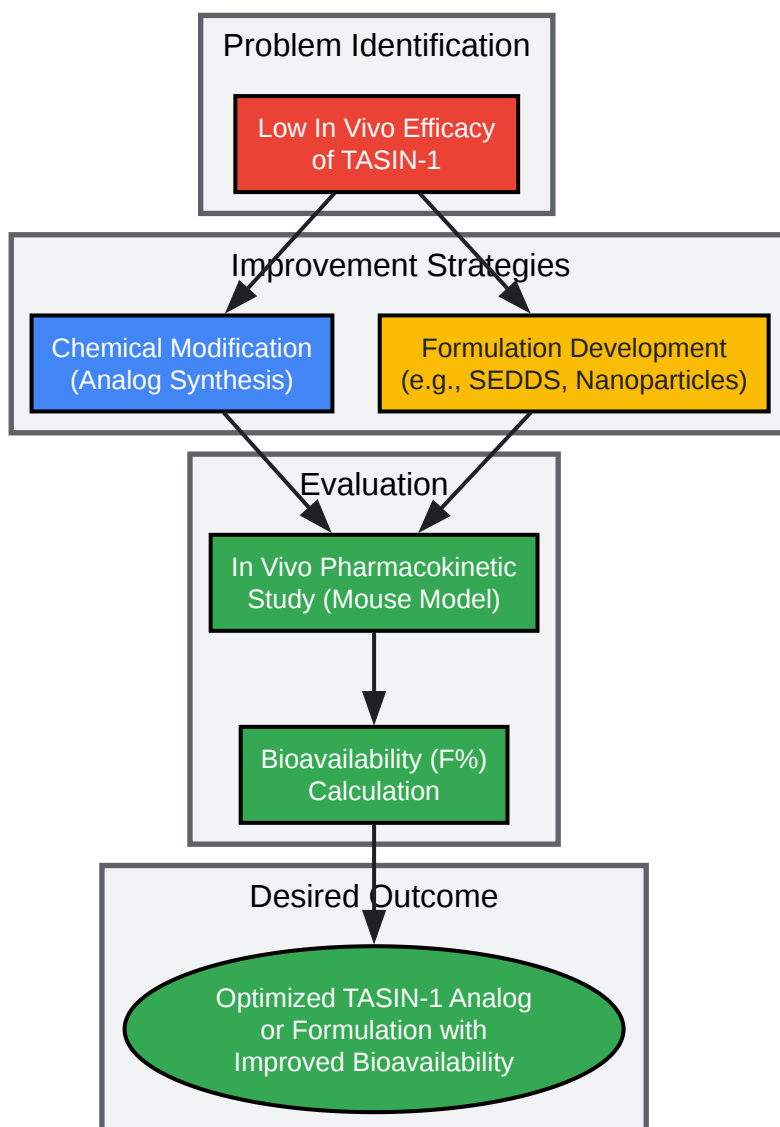 Problem Identification
Low In Vivo Efficacy
of TASIN-1
Improvement Strategies
Chemical Modification
(Analog Synthesis)
Formulation Development
(e.g., SEDDS, Nanoparticles)
Evaluation
In Vivo Pharmacokinetic
Study (Mouse Model)
Bioavailability (F%)
Calculation
Desired Outcome
Optimized TASIN-1 Analog
or Formulation with
Improved Bioavailability